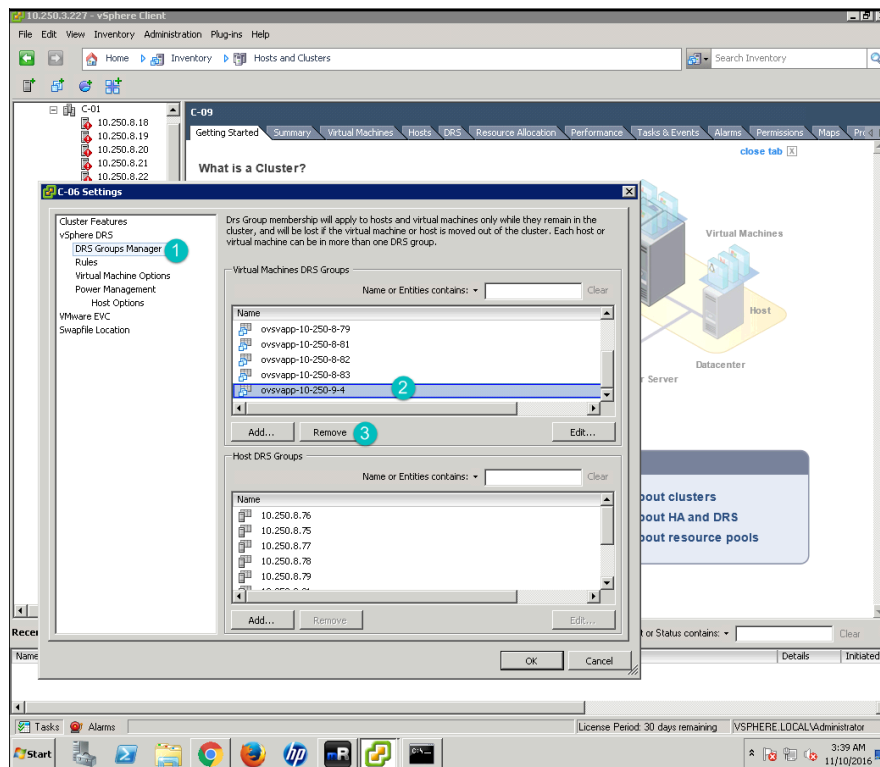 10.250.3.227 - vSphere Client
File Edit View Inventory Administration Plug-ins Help
Home Inventory Hosts and Clusters
Search Inventory
C-01
10.250.8.18
10.250.8.19
10.250.8.20
10.250.8.21
10.250.8.22
C-09
Getting Started Summary Virtual Machines Hosts DRS Resource Allocation Performance Tasks & Events Alarms Permissions Maps
close tab X
What is a Cluster?
Virtual Machines
Host
Datacenter
Server
bout clusters
bout HA and DRS
bout resource pools
C-06 Settings
Cluster Features
vSphere DRS
DRS Groups Manager 1
Rules
Virtual Machine Options
Power Management
Host Options
VMware EVC
Swapfile Location
Drs Group membership will apply to hosts and virtual machines only while they remain in the
cluster, and will be lost if the virtual machine or host is moved out of the cluster. Each host or
virtual machine can be in more than one DRS group.
Virtual Machines DRS Groups
Name or Entities contains: Clear
Name
ovsvapp-10-250-8-79
ovsvapp-10-250-8-81
ovsvapp-10-250-8-82
ovsvapp-10-250-8-83
ovsvapp-10-250-9-4 2
Add... Remove 3 Edit...
Host DRS Groups
Name or Entities contains: Clear
Name
10.250.8.76
10.250.8.75
10.250.8.77
10.250.8.78
10.250.8.79
Add... Remove Edit...
OK Cancel
Recer
t or Status contains: Clear
Name Details Initiated
Tasks Alarms
License Period: 30 days remaining VSPHERE.LOCAL\Administrator
Start hp mR C:\. 3:39 AM
11/10/2016